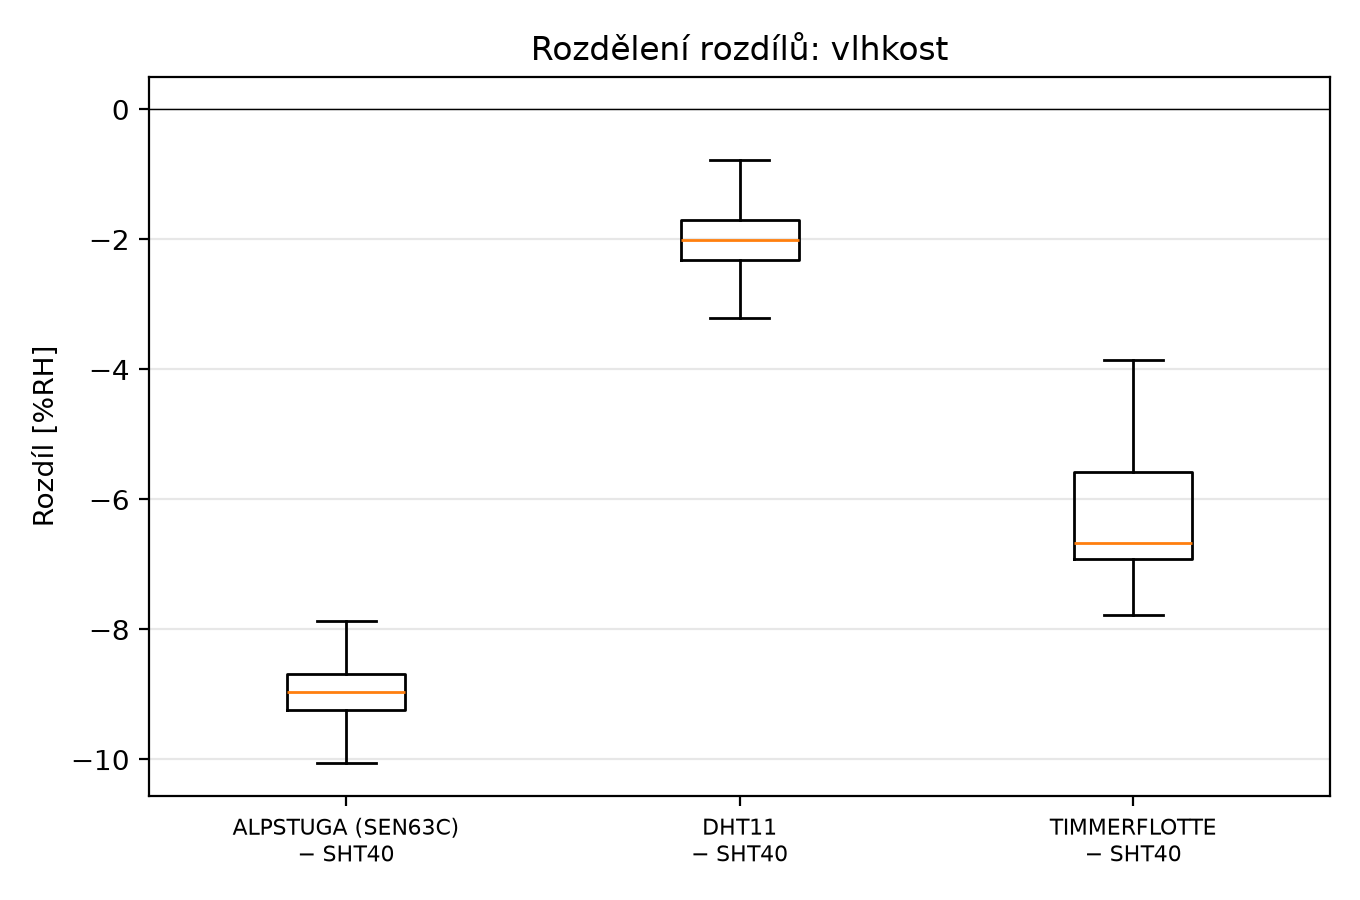 Rozdělení rozdílů: vlhkost
Rozdíl [%RH]
0
−2
−4
−6
−8
−10
ALPSTUGA (SEN63C)
− SHT40
DHT11
− SHT40
TIMMERFLOTTE
− SHT40